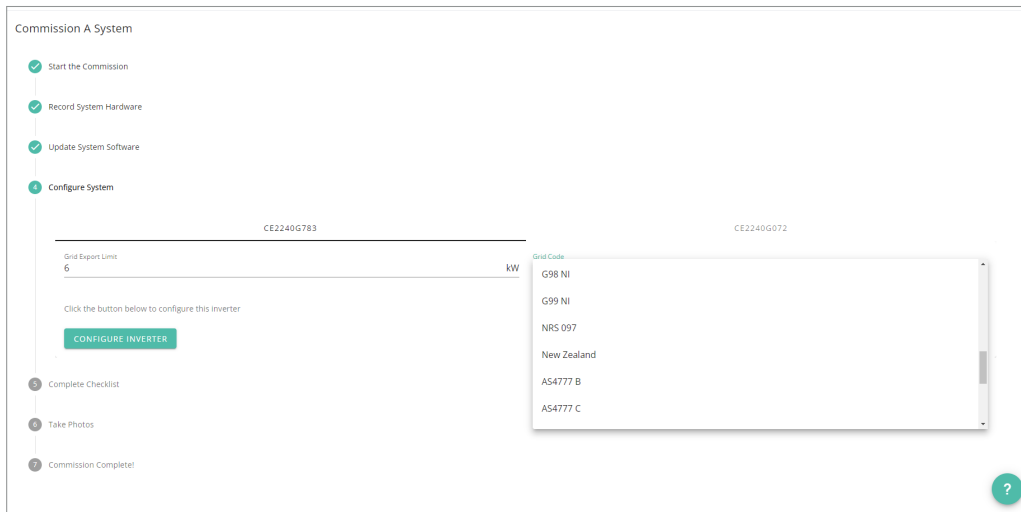 Commission A System
Start the Commission
Record System Hardware
Update System Software
4 Configure System
CE2240G783 CE2240G072
Grid Export Limit Grid Code
6 kW
G98 NI
G99 NI
Click the button below to configure this inverter
NRS 097
CONFIGURE INVERTER
New Zealand
AS4777 B
AS4777 C
5 Complete Checklist
6 Take Photos
7 Commission Complete!
?